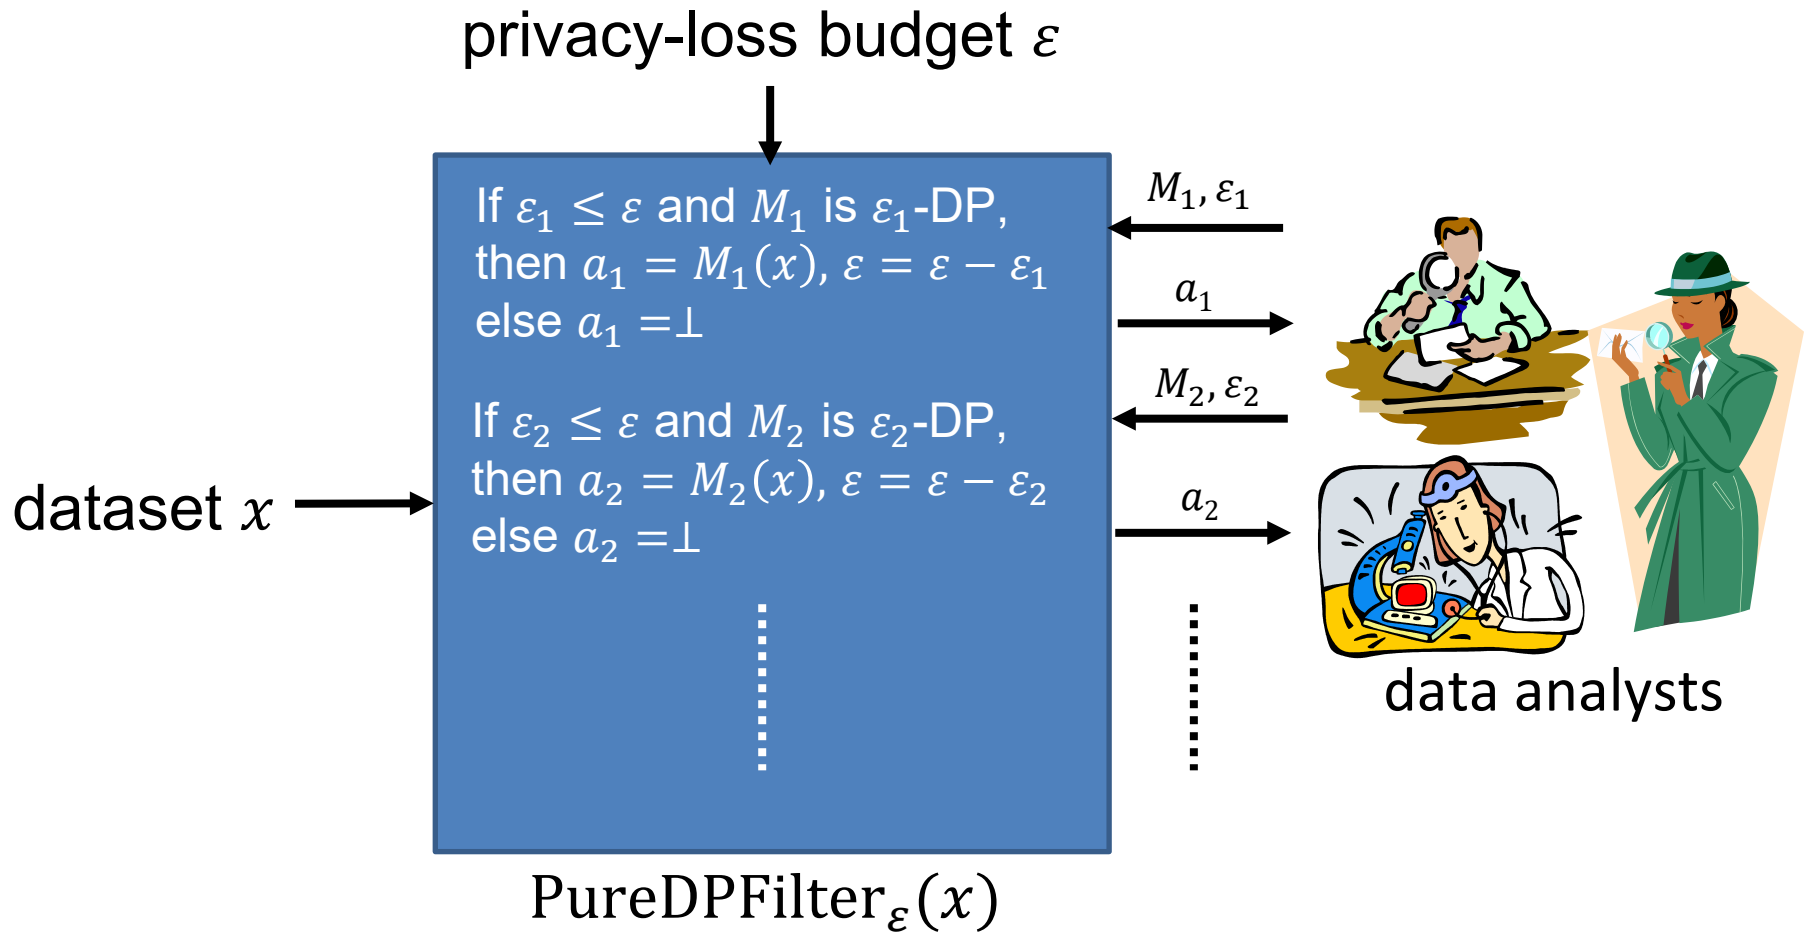 privacy-loss budget ε
If ε₁ ≤ ε and M₁ is ε₁-DP,
then a₁ = M₁(x), ε = ε − ε₁
else a₁ =⊥
If ε₂ ≤ ε and M₂ is ε₂-DP,
then a₂ = M₂(x), ε = ε − ε₂
else a₂ =⊥
M₁, ε₁
a₁
M₂, ε₂
a₂
dataset x
data analysts
PureDPFilter_ε(x)